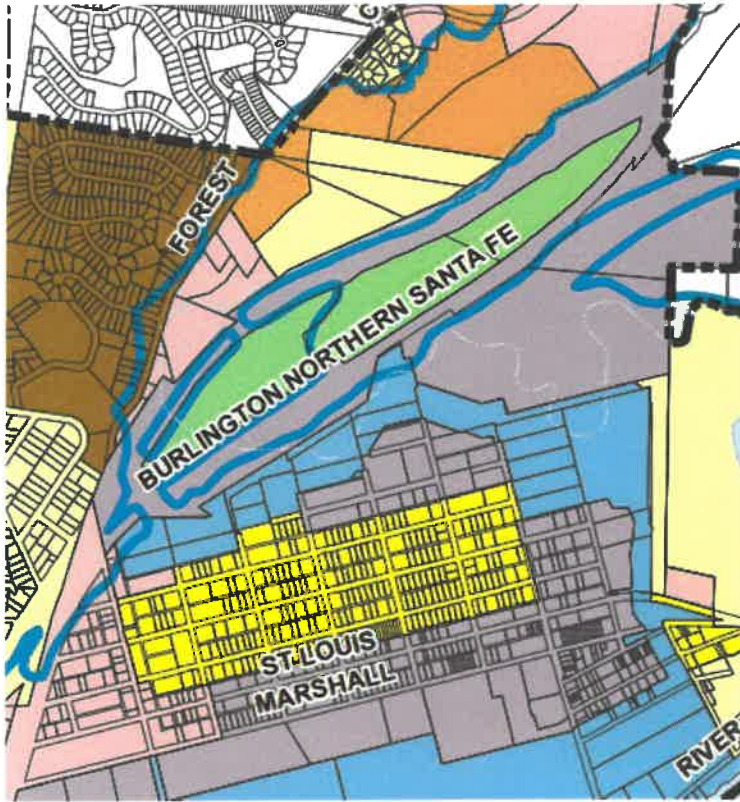 FOREST
BURLINGTON NORTHERN SANTA FE
ST. LOUIS
MARSHALL
RIVER